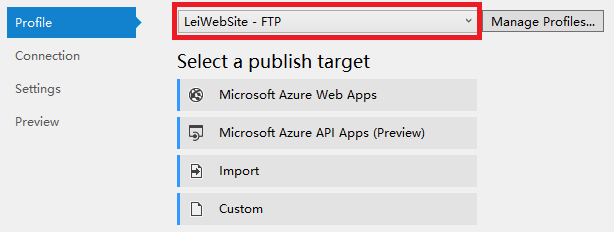 Profile
Connection
Settings
Preview
LeiWebSite - FTP
Manage Profiles...
Select a publish target
Microsoft Azure Web Apps
Microsoft Azure API Apps (Preview)
Import
Custom